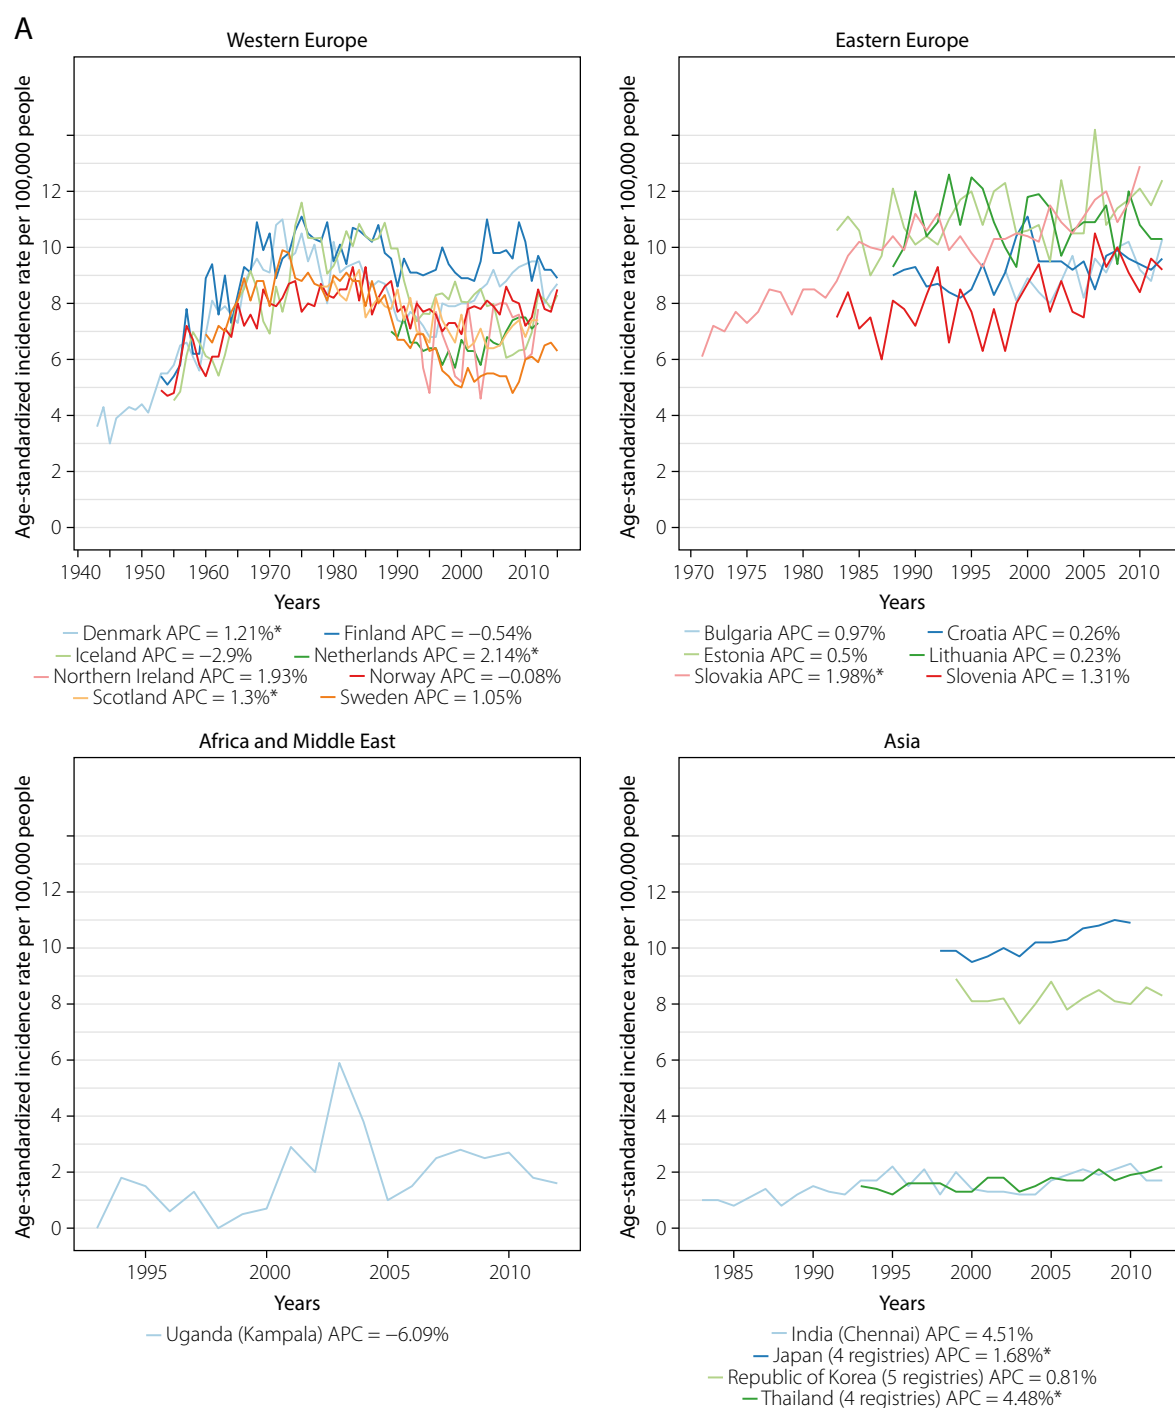 A
Western Europe
Eastern Europe
Age-standardized incidence rate per 100,000 people
12
10
8
6
4
2
0
1940 1950 1960 1970 1980 1990 2000 2010
Years
Age-standardized incidence rate per 100,000 people
12
10
8
6
4
2
0
1970 1975 1980 1985 1990 1995 2000 2005 2010
Years
Denmark APC = 1.21%* Finland APC = −0.54%
Iceland APC = −2.9% Netherlands APC = 2.14%*
Northern Ireland APC = 1.93% Norway APC = −0.08%
Scotland APC = 1.3%* Sweden APC = 1.05%
Bulgaria APC = 0.97% Croatia APC = 0.26%
Estonia APC = 0.5% Lithuania APC = 0.23%
Slovakia APC = 1.98%* Slovenia APC = 1.31%
Africa and Middle East
Asia
Age-standardized incidence rate per 100,000 people
12
10
8
6
4
2
0
1995 2000 2005 2010
Years
Uganda (Kampala) APC = −6.09%
Age-standardized incidence rate per 100,000 people
12
10
8
6
4
2
0
1985 1990 1995 2000 2005 2010
Years
India (Chennai) APC = 4.51%
Japan (4 registries) APC = 1.68%*
Republic of Korea (5 registries) APC = 0.81%
Thailand (4 registries) APC = 4.48%*